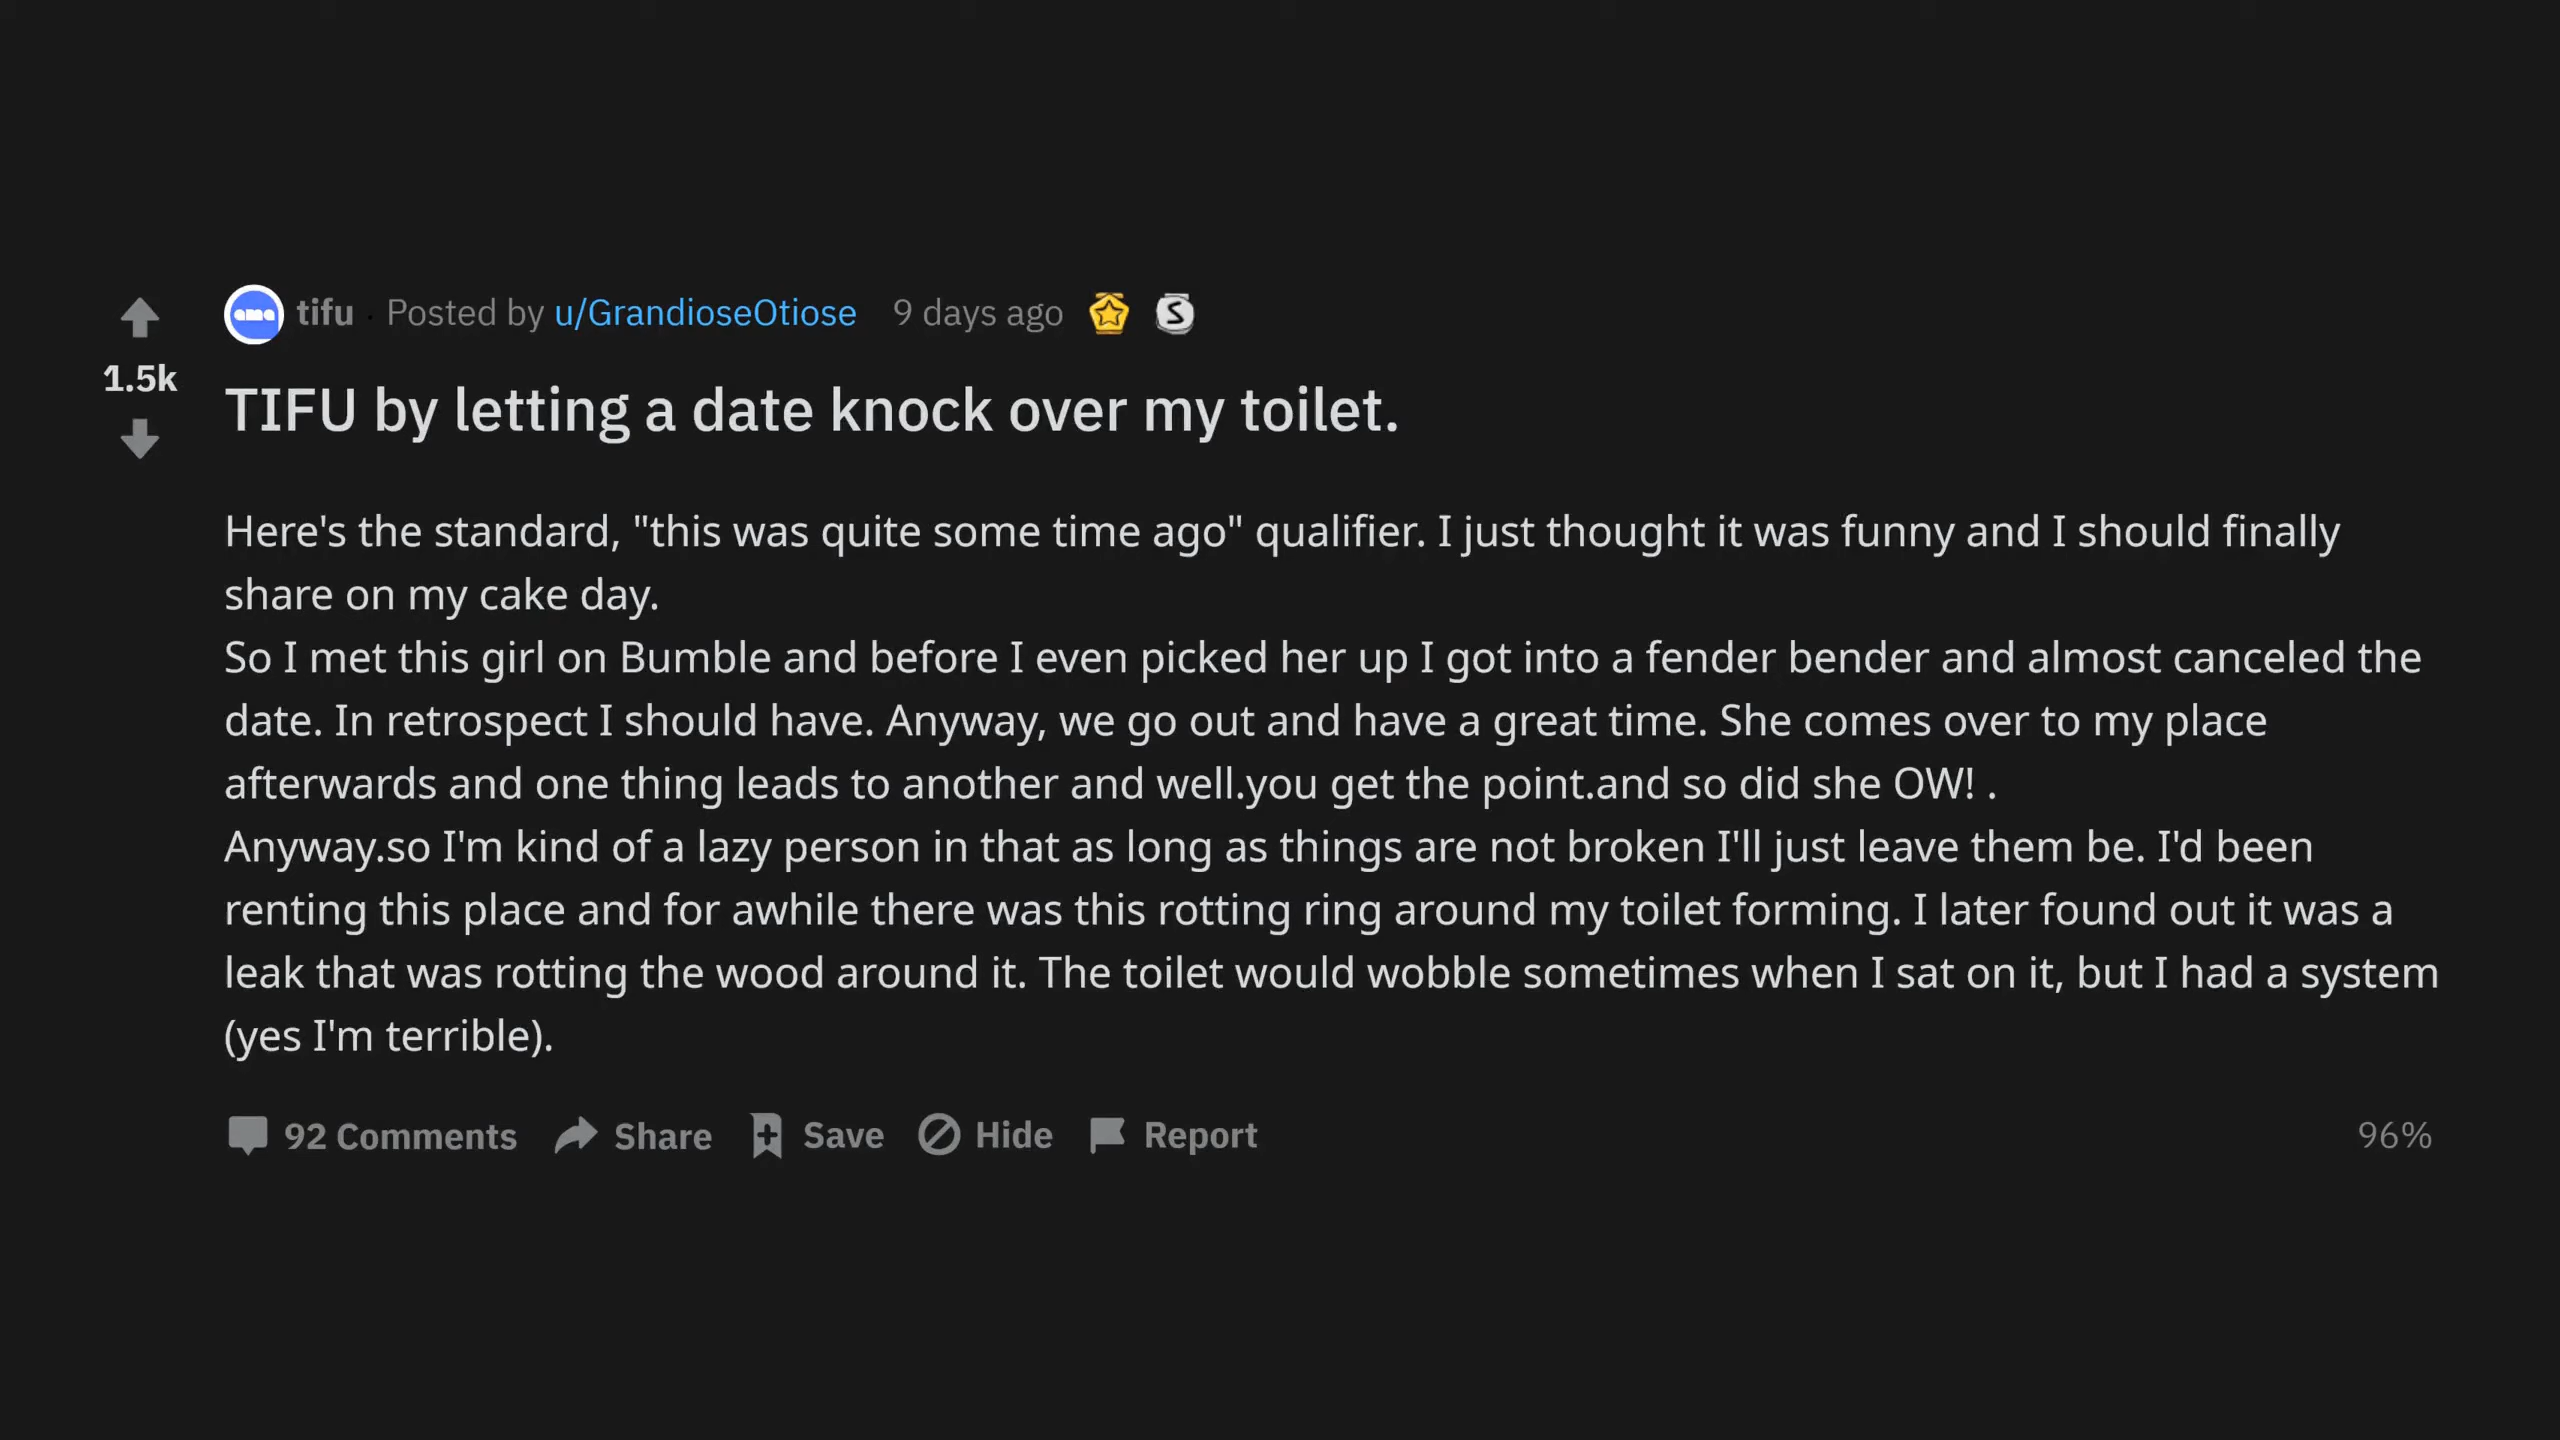 ama tifu · Posted by u/GrandioseOtiose 9 days ago S
1.5k
TIFU by letting a date knock over my toilet.
Here's the standard, "this was quite some time ago" qualifier. I just thought it was funny and I should finally
share on my cake day.
So I met this girl on Bumble and before I even picked her up I got into a fender bender and almost canceled the
date. In retrospect I should have. Anyway, we go out and have a great time. She comes over to my place
afterwards and one thing leads to another and well.you get the point.and so did she OW! .
Anyway.so I'm kind of a lazy person in that as long as things are not broken I'll just leave them be. I'd been
renting this place and for awhile there was this rotting ring around my toilet forming. I later found out it was a
leak that was rotting the wood around it. The toilet would wobble sometimes when I sat on it, but I had a system
(yes I'm terrible).
92 Comments Share Save Hide Report 96%